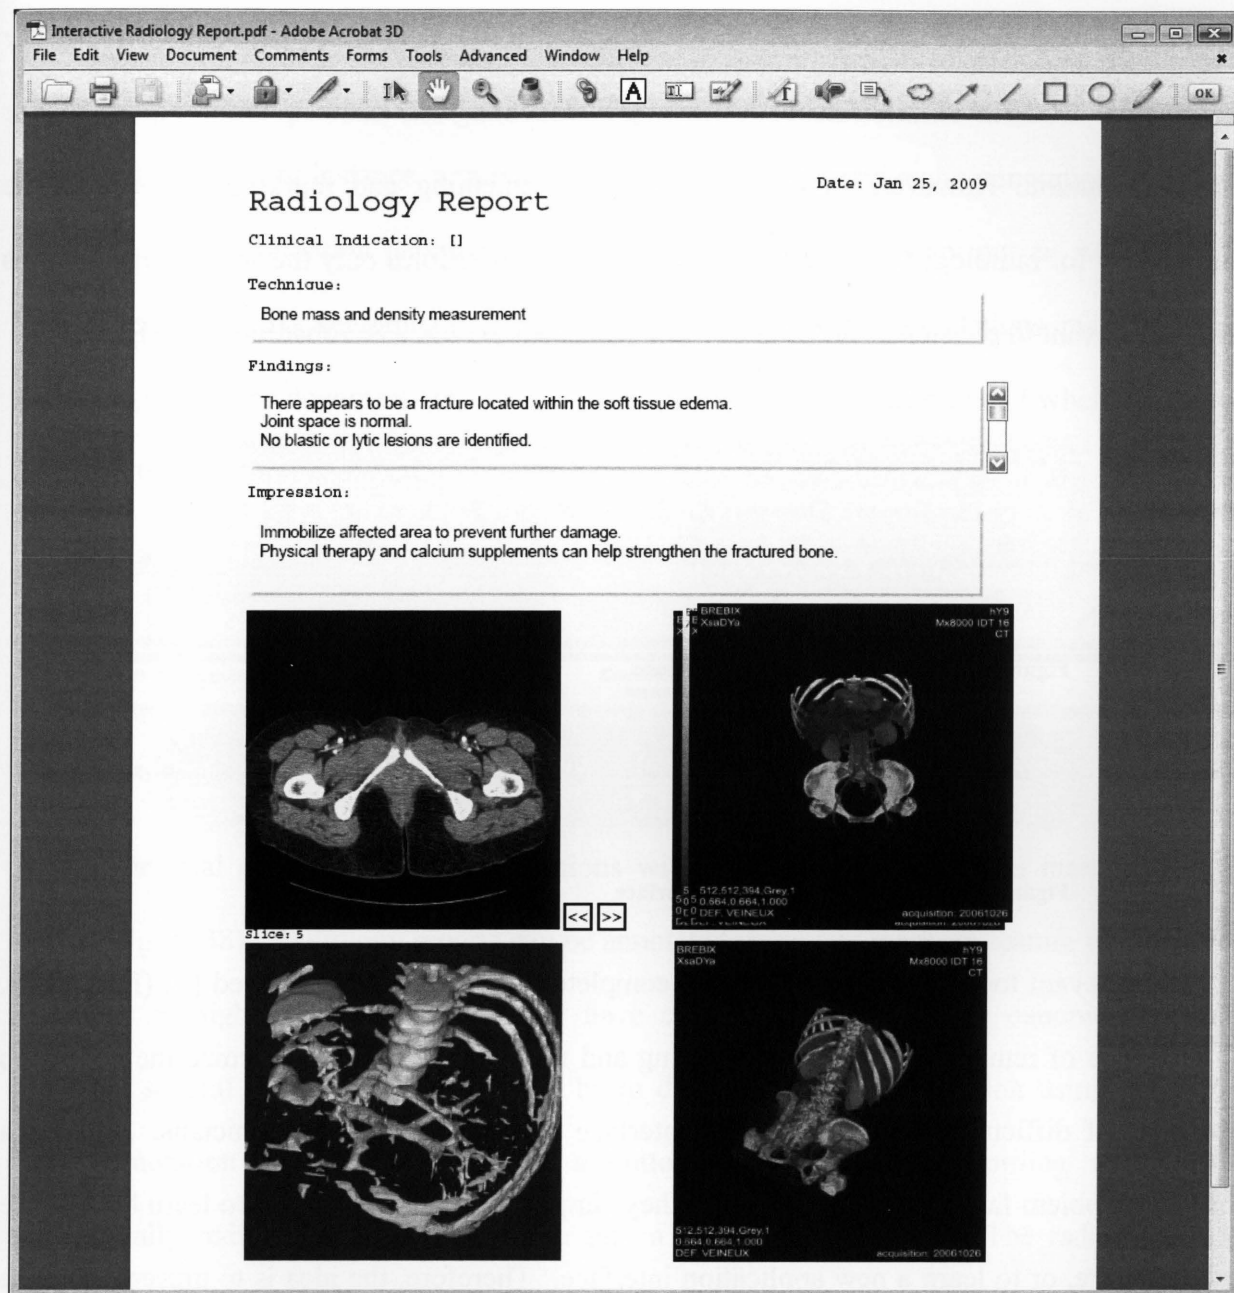 Interactive Radiology Report.pdf - Adobe Acrobat 3D
File Edit View Document Comments Forms Tools Advanced Window Help
OK
Date: Jan 25, 2009
Radiology Report
Clinical Indication: []
Technique:
Bone mass and density measurement
Findings:
There appears to be a fracture located within the soft tissue edema.
Joint space is normal.
No blastic or lytic lesions are identified.
Impression:
Immobilize affected area to prevent further damage.
Physical therapy and calcium supplements can help strengthen the fractured bone.
BREBIX hY9
XsaDYa Mx8000 IDT 16
CT
512,512,394,Grey,1
0.664,0.664,1.000
DEF. VEINEUX acquisition: 20061026
<< >>
Slice: 5
BREBIX hY9
XsaDYa Mx8000 IDT 16
CT
512,512,394,Grey,1
0.664,0.664,1.000
DEF. VEINEUX acquisition: 20061026